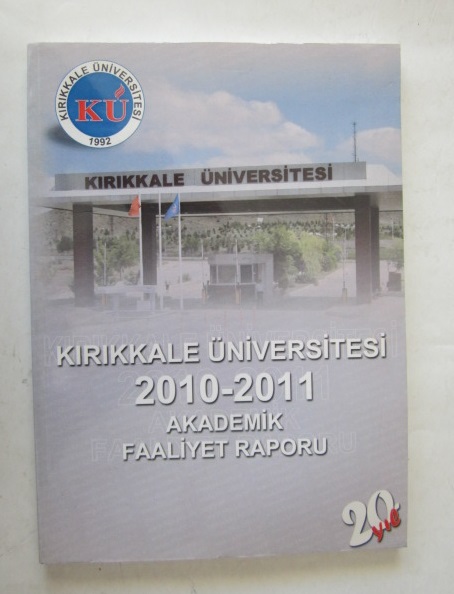 KIRIKKALE ÜNİVERSİTESİ
KÜ
1992
KIRIKKALE ÜNİVERSİTESİ
KIRIKKALE ÜNİVERSİTESİ
2010-2011
AKADEMİK
FAALİYET RAPORU
20
yıl